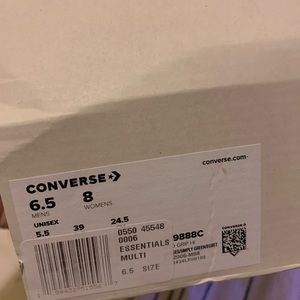 converse.com
CONVERSE
6.5 8
MENS WOMENS
UNISEX
5.5 39 24.5
0550 45548
0006
ESSENTIALS
MULTI
6.5 SIZE
9888C